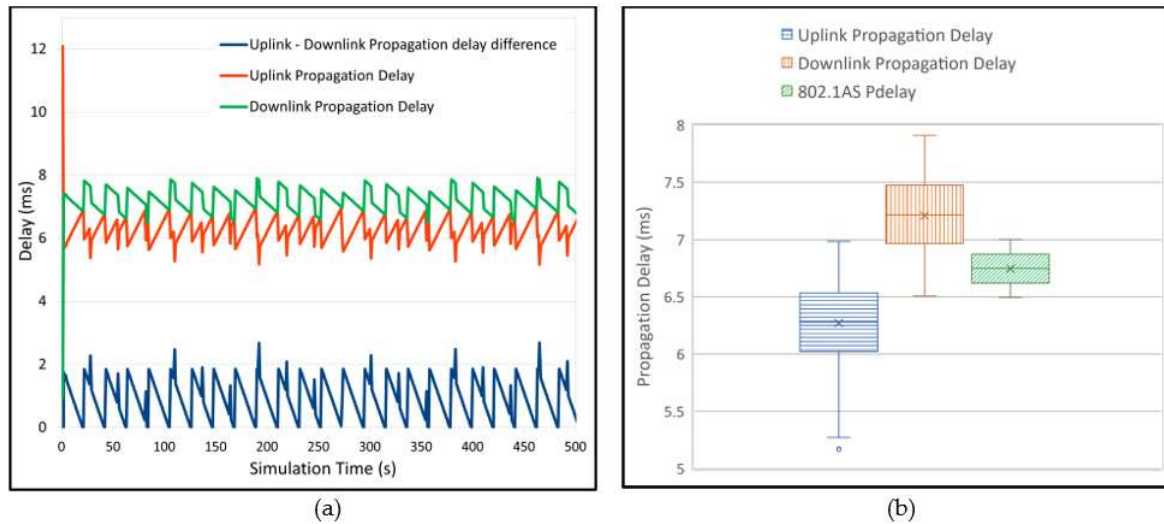 Uplink - Downlink Propagation delay difference
Uplink Propagation Delay
Downlink Propagation Delay
Delay (ms)
12
10
8
6
4
2
0
0 50 100 150 200 250 300 350 400 450 500
Simulation Time (s)
(a)
Uplink Propagation Delay
Downlink Propagation Delay
802.1AS Pdelay
Propagation Delay (ms)
8
7.5
7
6.5
6
5.5
5
(b)